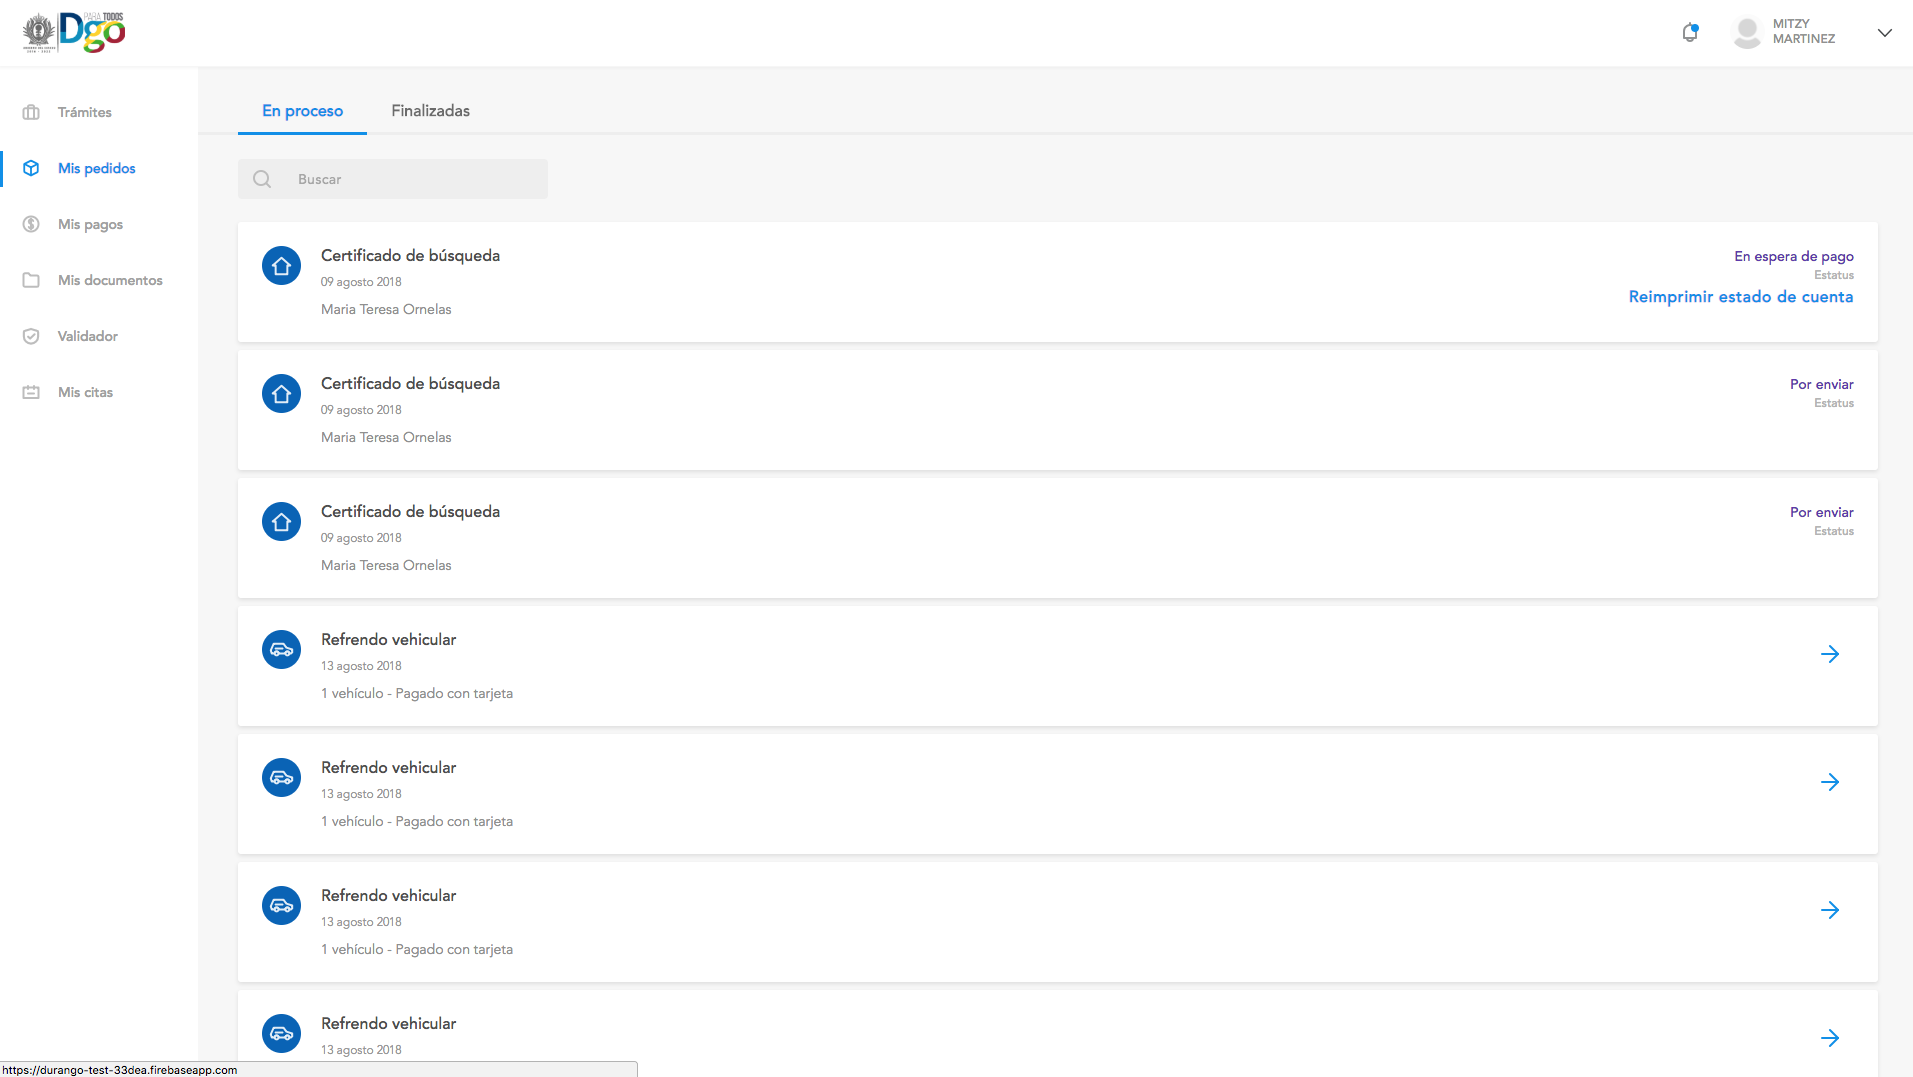 PARA TODOS
Dgo
MITZY
MARTINEZ
Trámites
Mis pedidos
Mis pagos
Mis documentos
Validador
Mis citas
En proceso
Finalizadas
Buscar
Certificado de búsqueda
09 agosto 2018
Maria Teresa Ornelas
En espera de pago
Estatus
Reimprimir estado de cuenta
Certificado de búsqueda
09 agosto 2018
Maria Teresa Ornelas
Por enviar
Estatus
Certificado de búsqueda
09 agosto 2018
Maria Teresa Ornelas
Por enviar
Estatus
Refrendo vehicular
13 agosto 2018
1 vehículo - Pagado con tarjeta
Refrendo vehicular
13 agosto 2018
1 vehículo - Pagado con tarjeta
Refrendo vehicular
13 agosto 2018
1 vehículo - Pagado con tarjeta
Refrendo vehicular
13 agosto 2018
https://durango-test-33dea.firebaseapp.com